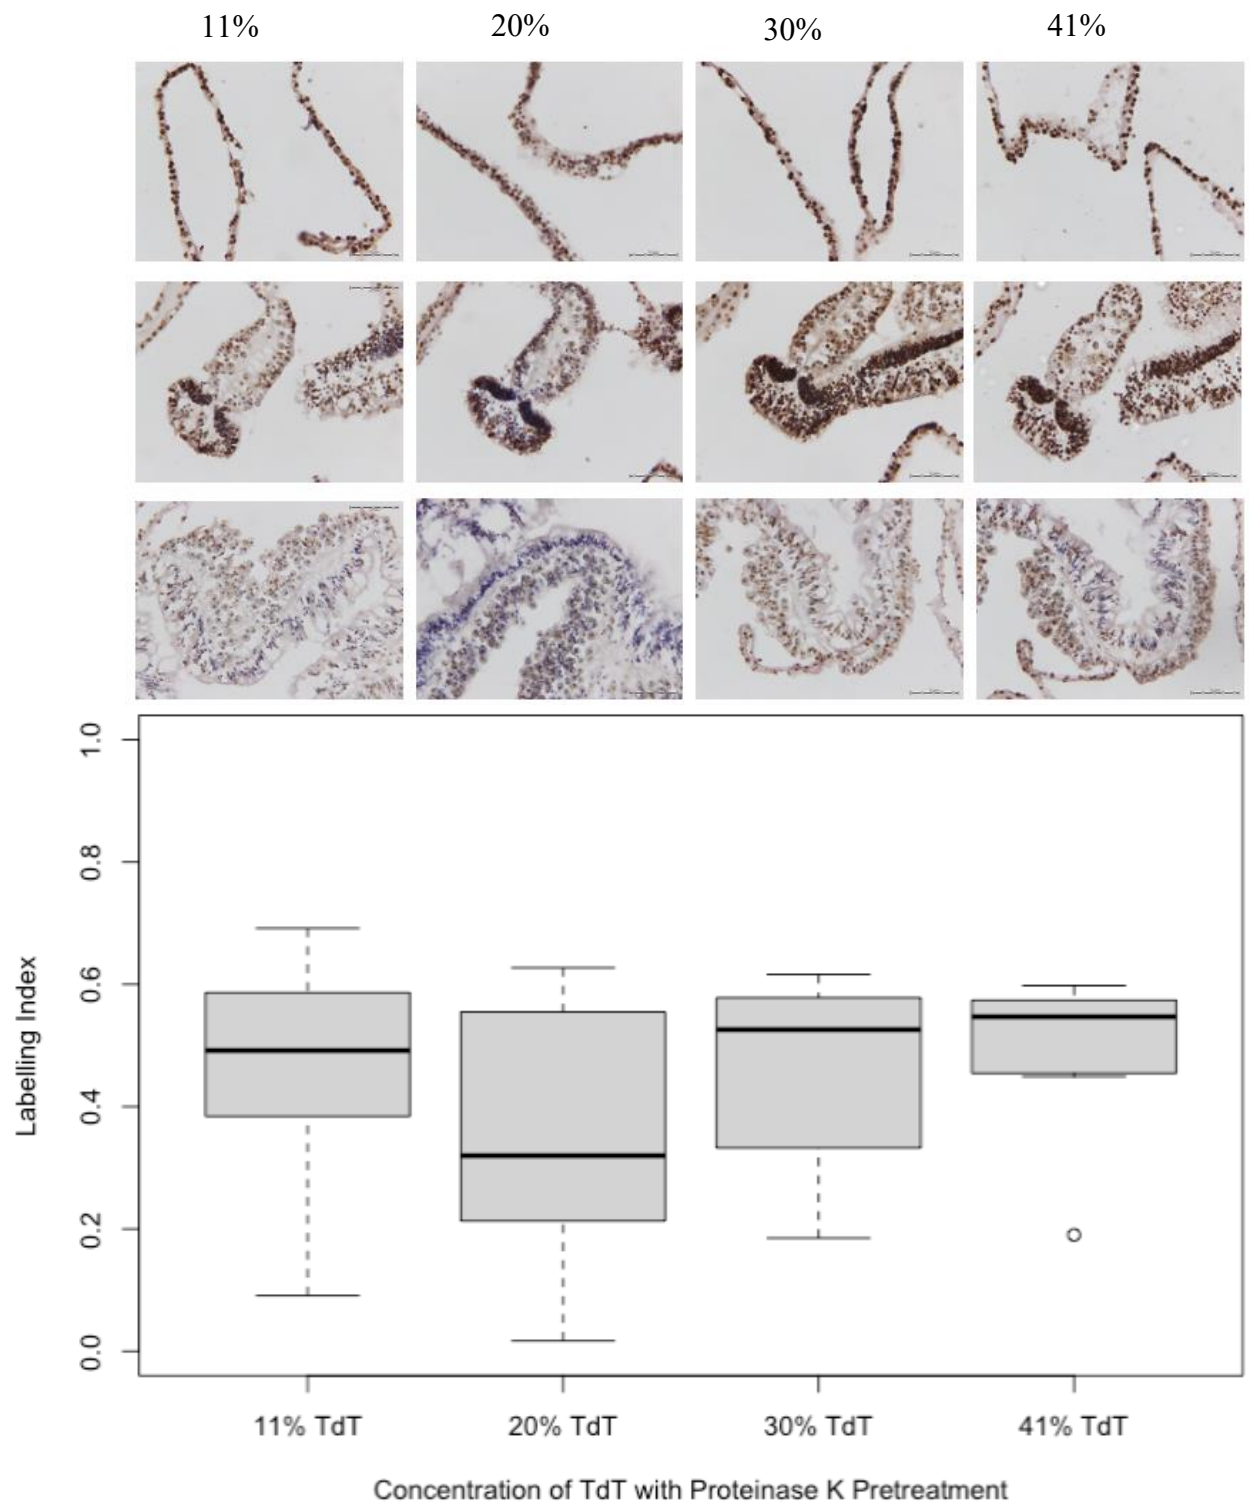 11% 20% 30% 41%
1.0
0.8
0.6
0.4
0.2
0.0
Labelling Index
11% TdT 20% TdT 30% TdT 41% TdT
Concentration of TdT with Proteinase K Pretreatment